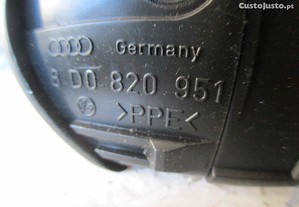 CustoJusto.pt
Germany
8D0 820 951
>PPE<